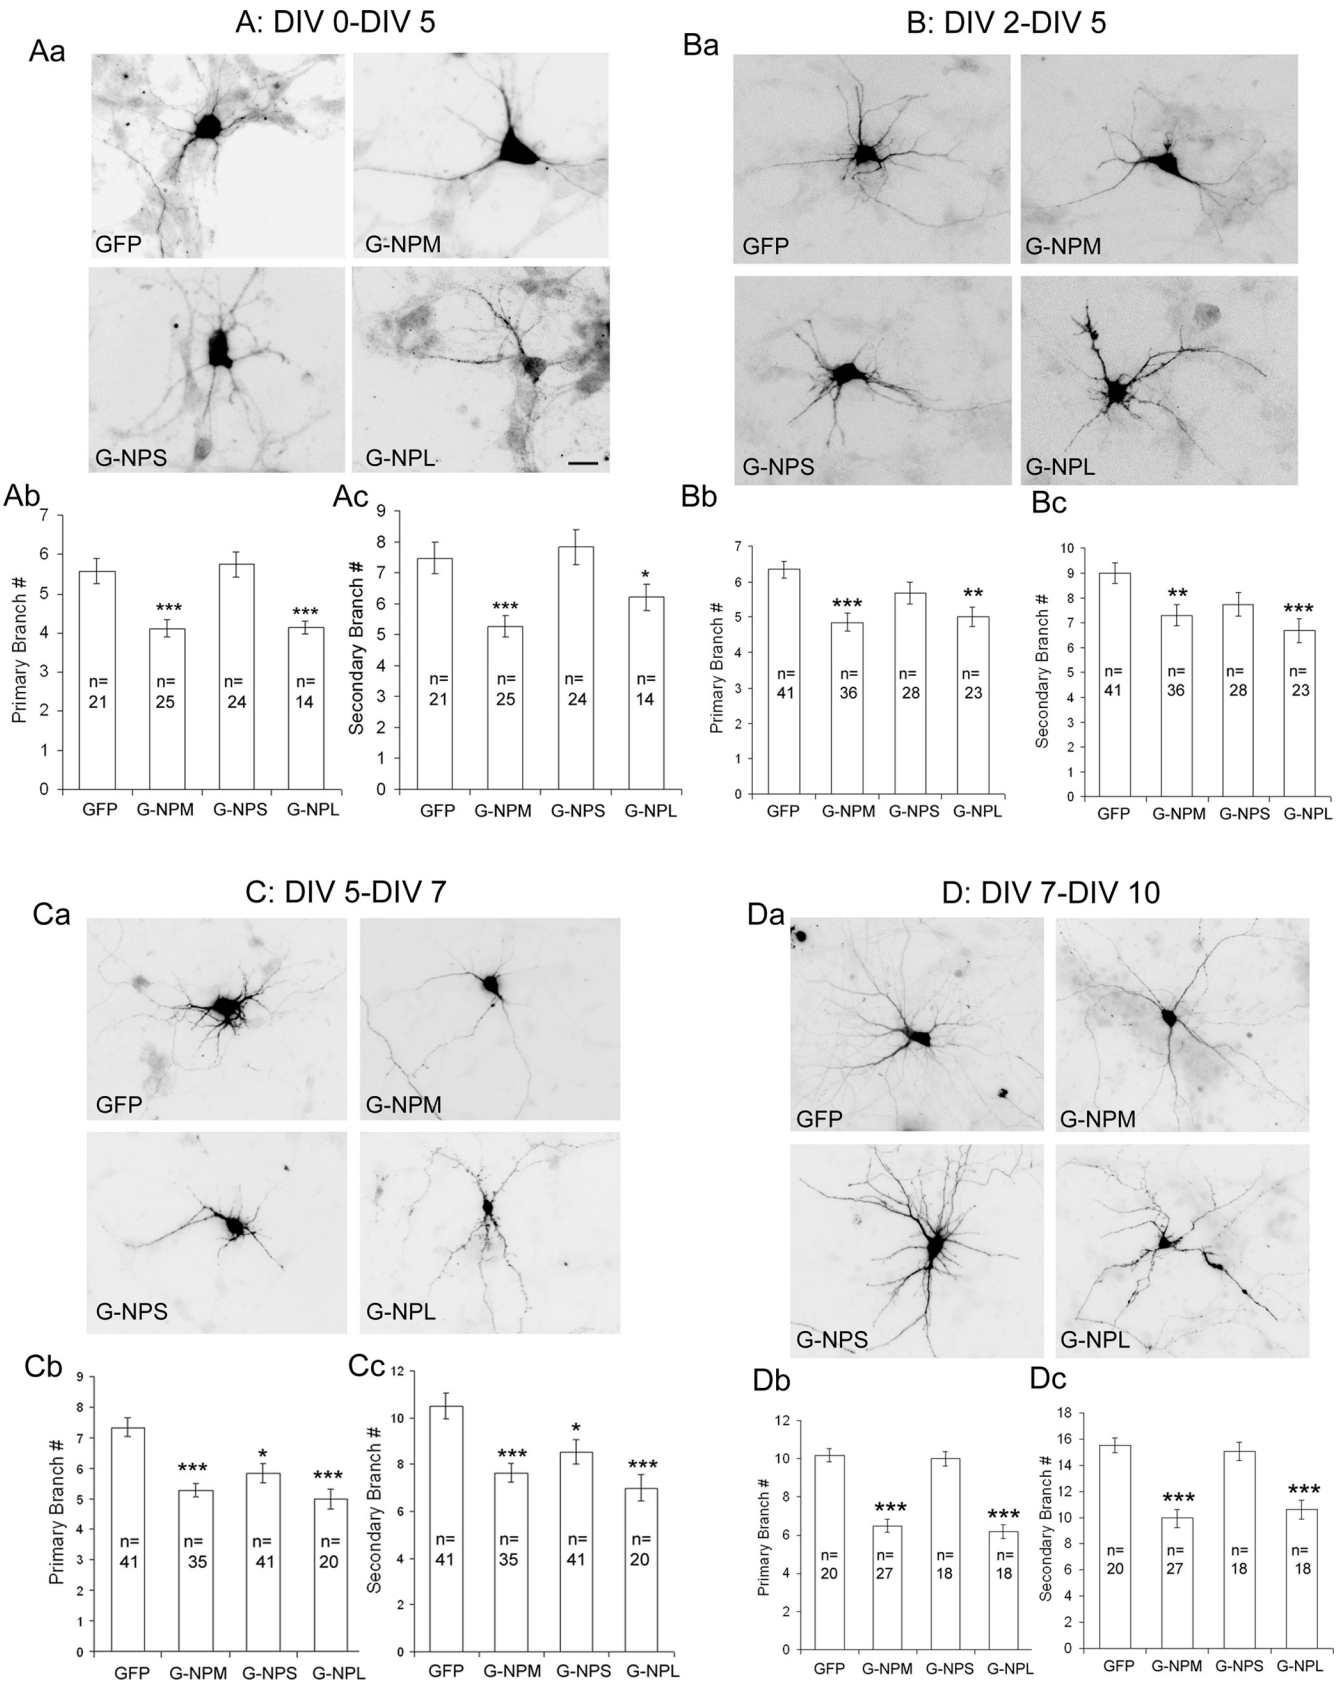 A: DIV 0-DIV 5
Aa
GFP
G-NPM
G-NPS
G-NPL
Ab
Primary Branch #
7
6
5
4
3
2
1
0
***
***
n=
21
n=
25
n=
24
n=
14
GFP
G-NPM
G-NPS
G-NPL
Ac
Secondary Branch #
9
8
7
6
5
4
3
2
1
0
***
*
n=
21
n=
25
n=
24
n=
14
GFP
G-NPM
G-NPS
G-NPL
B: DIV 2-DIV 5
Ba
GFP
G-NPM
G-NPS
G-NPL
Bb
Primary Branch #
7
6
5
4
3
2
1
0
***
**
n=
41
n=
36
n=
28
n=
23
GFP
G-NPM
G-NPS
G-NPL
Bc
Secondary Branch #
10
9
8
7
6
5
4
3
2
1
0
**
***
n=
41
n=
36
n=
28
n=
23
GFP
G-NPM
G-NPS
G-NPL
C: DIV 5-DIV 7
Ca
GFP
G-NPM
G-NPS
G-NPL
Cb
Primary Branch #
9
8
7
6
5
4
3
2
1
0
***
*
***
n=
41
n=
35
n=
41
n=
20
GFP
G-NPM
G-NPS
G-NPL
Cc
Secondary Branch #
12
10
8
6
4
2
0
***
*
***
n=
41
n=
35
n=
41
n=
20
GFP
G-NPM
G-NPS
G-NPL
D: DIV 7-DIV 10
Da
GFP
G-NPM
G-NPS
G-NPL
Db
Primary Branch #
12
10
8
6
4
2
0
***
***
n=
20
n=
27
n=
18
n=
18
GFP
G-NPM
G-NPS
G-NPL
Dc
Secondary Branch #
18
16
14
12
10
8
6
4
2
0
***
***
n=
20
n=
27
n=
18
n=
18
GFP
G-NPM
G-NPS
G-NPL